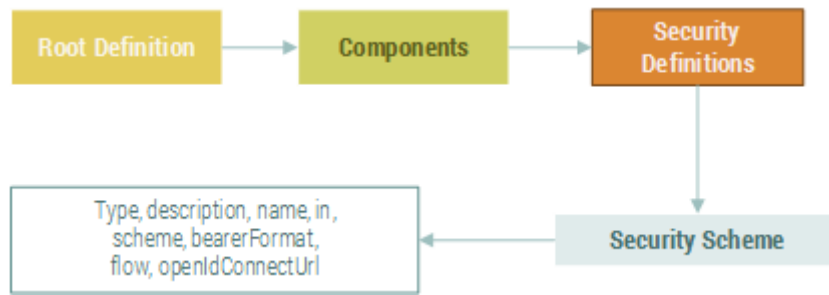 Root Definition
Components
Security
Definitions
Security Scheme
Type, description, name, in,
scheme, bearerFormat,
flow, openIdConnectUrl